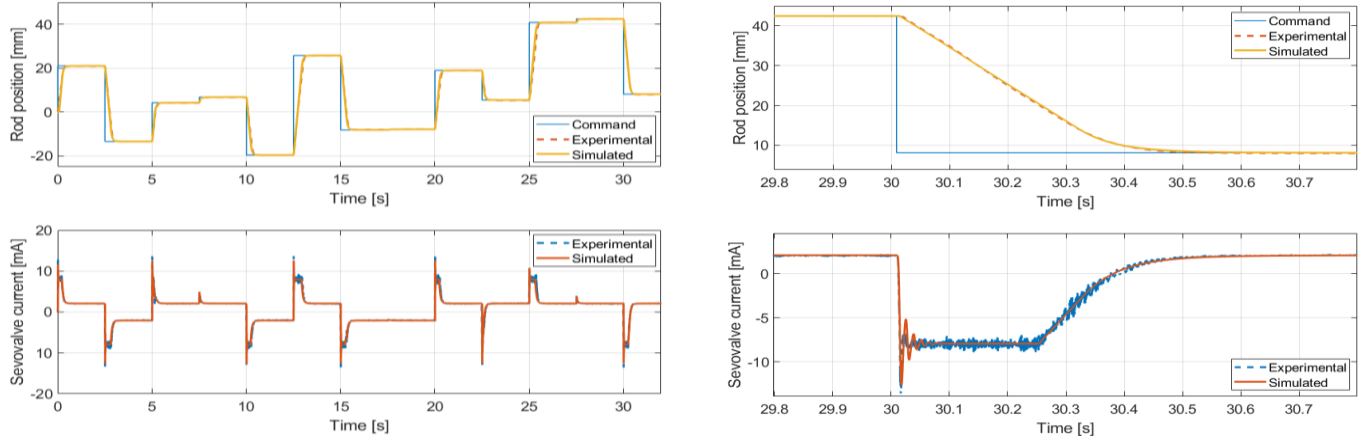 40
20
0
-20
Rod position [mm]
0
5
10
15
20
25
30
Time [s]
Command
Experimental
Simulated
40
30
20
10
Rod position [mm]
29.8
29.9
30
30.1
30.2
30.3
30.4
30.5
30.6
30.7
Time [s]
Command
Experimental
Simulated
20
10
0
-10
-20
Sevovalve current [mA]
0
5
10
15
20
25
30
Time [s]
Experimental
Simulated
0
-5
-10
Sevovalve current [mA]
29.8
29.9
30
30.1
30.2
30.3
30.4
30.5
30.6
30.7
Time [s]
Experimental
Simulated